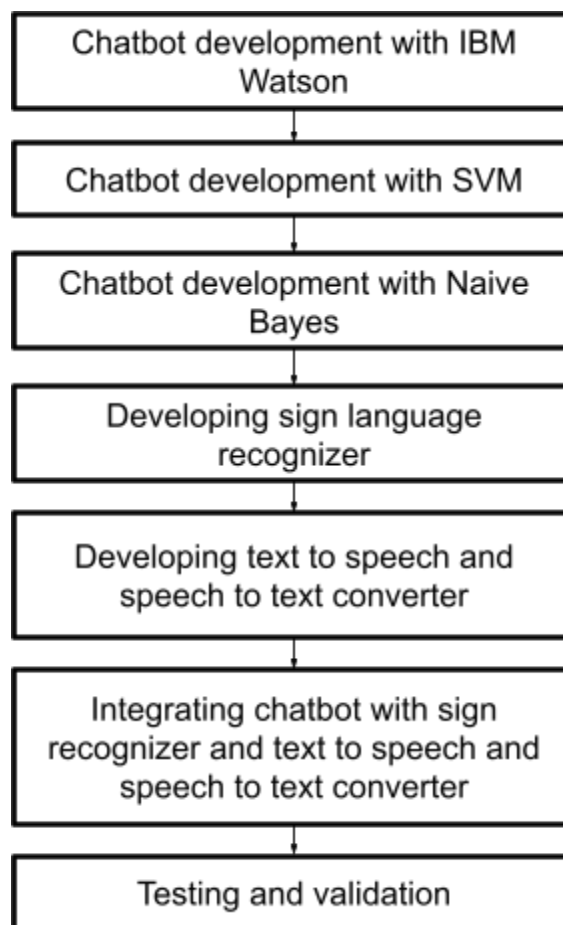 Chatbot development with IBM
Watson
Chatbot development with SVM
Chatbot development with Naive
Bayes
Developing sign language
recognizer
Developing text to speech and
speech to text converter
Integrating chatbot with sign
recognizer and text to speech and
speech to text converter
Testing and validation